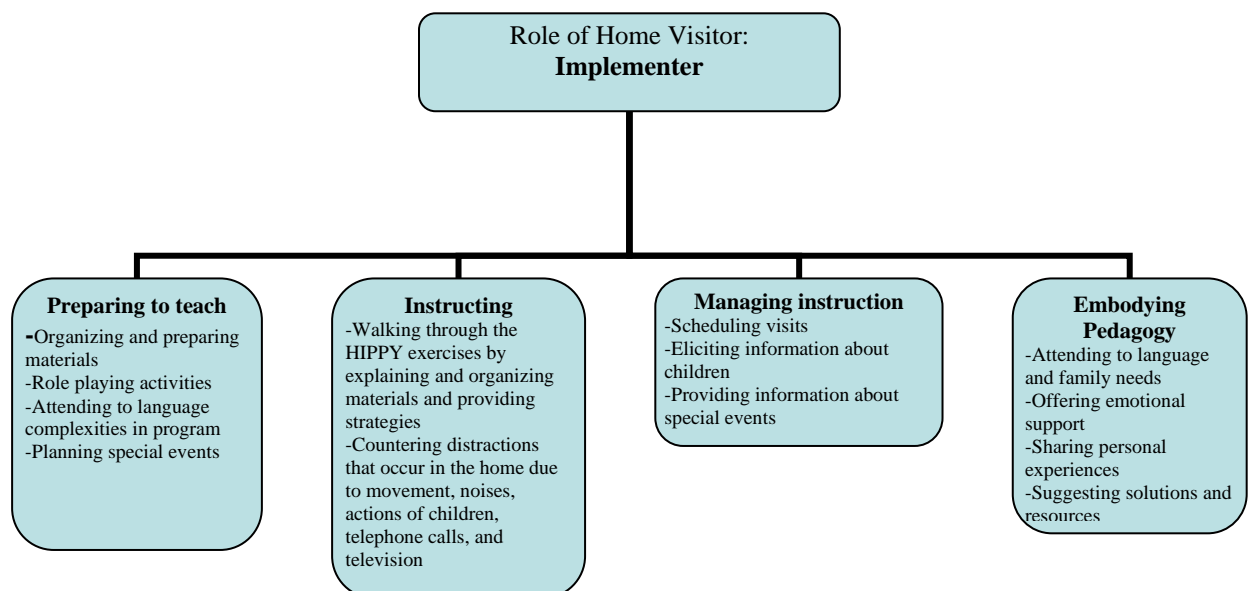 Role of Home Visitor:
Implementer
Preparing to teach
-Organizing and preparing
materials
-Role playing activities
-Attending to language
complexities in program
-Planning special events
Instructing
-Walking through the
HIPPY exercises by
explaining and organizing
materials and providing
strategies
-Countering distractions
that occur in the home due
to movement, noises,
actions of children,
telephone calls, and
television
Managing instruction
-Scheduling visits
-Eliciting information about
children
-Providing information about
special events
Embodying
Pedagogy
-Attending to language
and family needs
-Offering emotional
support
-Sharing personal
experiences
-Suggesting solutions and
resources